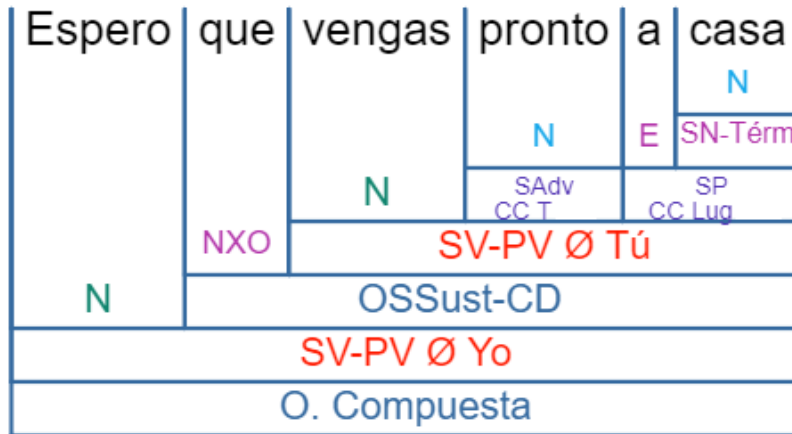 Espero que vengas pronto a casa
N
N E SN-Térm
N SAdv SP
CC T CC Lug
NXO SV-PV Ø Tú
N OSSust-CD
SV-PV Ø Yo
O. Compuesta